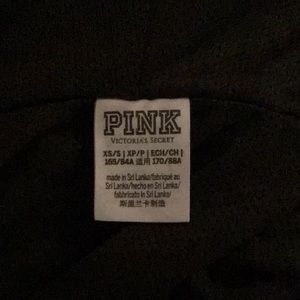 PINK
VICTORIA'S SECRET
XS/S | XP/P | ECH/CH |
165/84A 适用 170/88A
made in Sri Lanka/fabriqué au
Sri Lanka/hecho en Sri Lanka/
fabbricato in Sri Lanka/
斯里兰卡制造